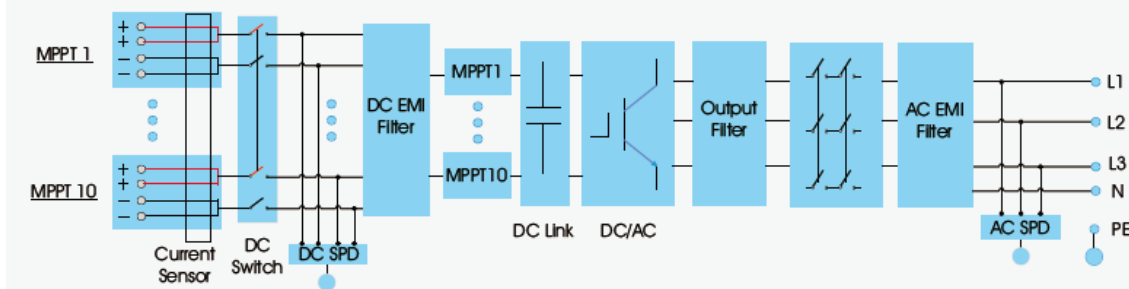 MPPT 1
+
+
−
−
MPPT 10
+
+
−
−
Current
Sensor
DC
Switch
DC SPD
DC EMI
Filter
MPPT1
MPPT10
DC Link
DC/AC
Output
Filter
AC EMI
Filter
AC SPD
L1
L2
L3
N
PE